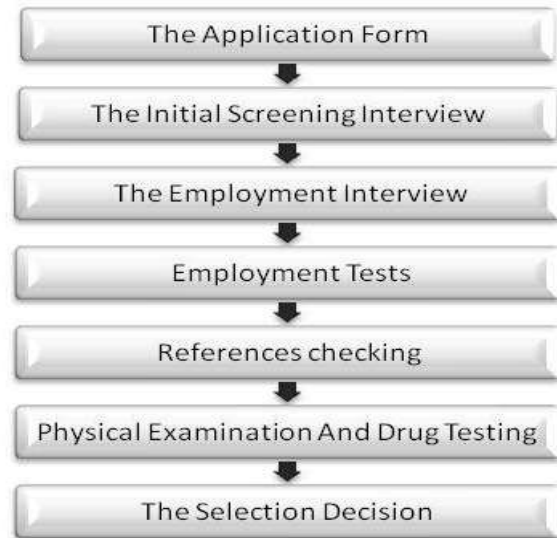 The Application Form
The Initial Screening Interview
The Employment Interview
Employment Tests
References checking
Physical Examination And Drug Testing
The Selection Decision